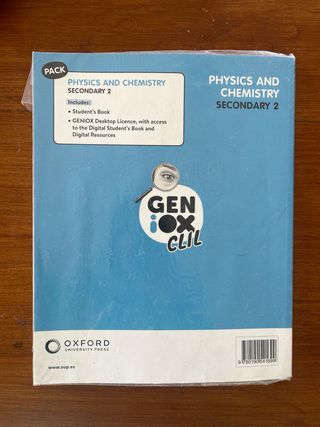 PACK
PHYSICS AND CHEMISTRY
SECONDARY 2
Includes:
• Student's Book
• GENiOX Desktop Licence, with access
to the Digital Student's Book and
Digital Resources
PHYSICS AND
CHEMISTRY
SECONDARY 2
GEN
iOX
CLIL
OXFORD
UNIVERSITY PRESS
www.oup.es